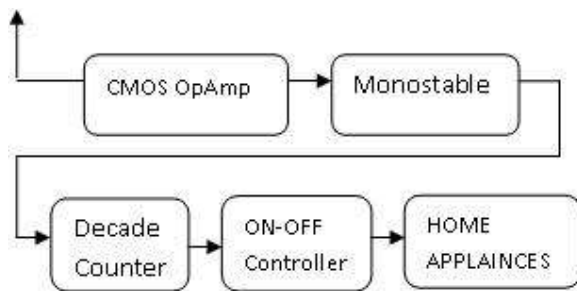 CMOS OpAmp
Monostable
Decade
Counter
ON-OFF
Controller
HOME
APPLAINCES